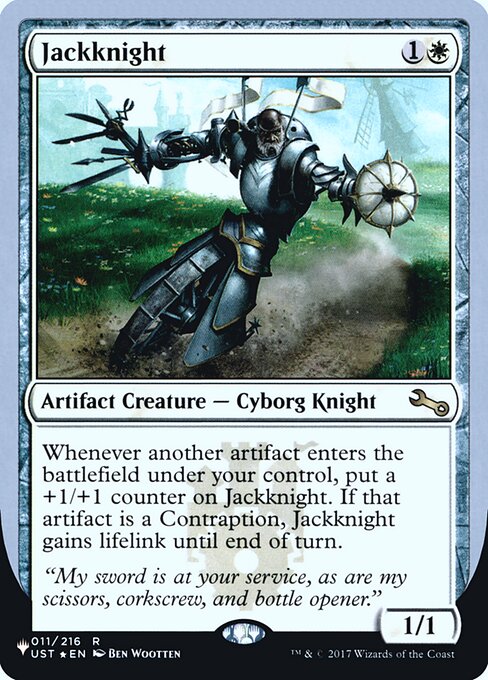 Jackknight 1
Artifact Creature — Cyborg Knight
Whenever another artifact enters the
battlefield under your control, put a
+1/+1 counter on Jackknight. If that
artifact is a Contraption, Jackknight
gains lifelink until end of turn.
“My sword is at your service, as are my
scissors, corkscrew, and bottle opener.”
1/1
011/216 R
UST ★ EN Ben Wootten
™ & © 2017 Wizards of the Coast